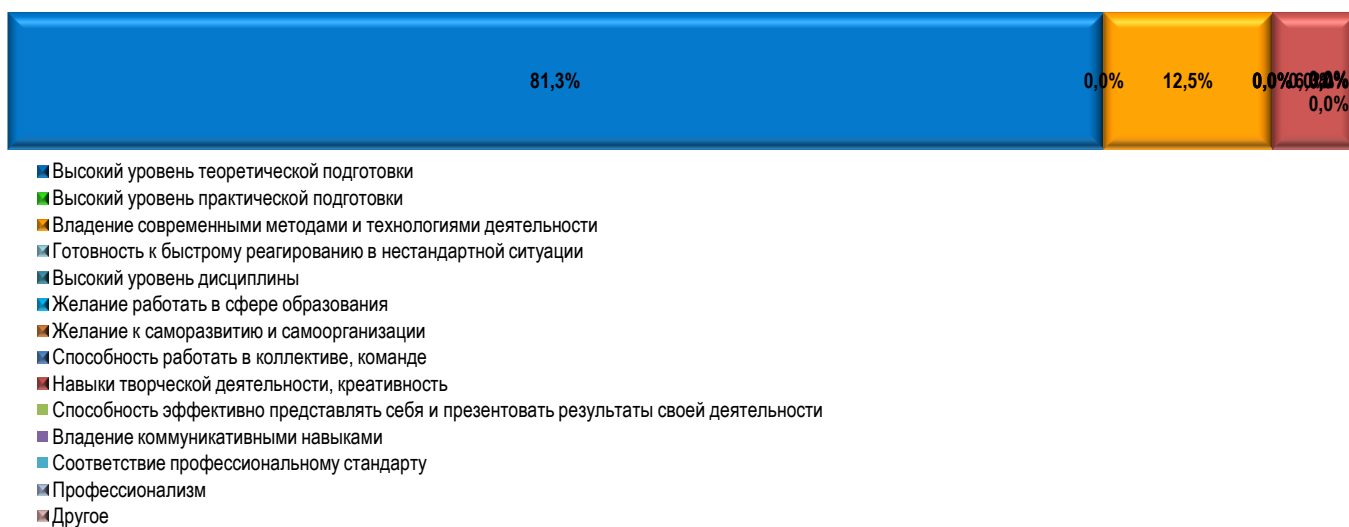 81,3%
0,0%
12,5%
0,0%
0,0%
Высокий уровень теоретической подготовки
Высокий уровень практической подготовки
Владение современными методами и технологиями деятельности
Готовность к быстрому реагированию в нестандартной ситуации
Высокий уровень дисциплины
Желание работать в сфере образования
Желание к саморазвитию и самоорганизации
Способность работать в коллективе, команде
Навыки творческой деятельности, креативность
Способность эффективно представлять себя и презентовать результаты своей деятельности
Владение коммуникативными навыками
Соответствие профессиональному стандарту
Профессионализм
Другое